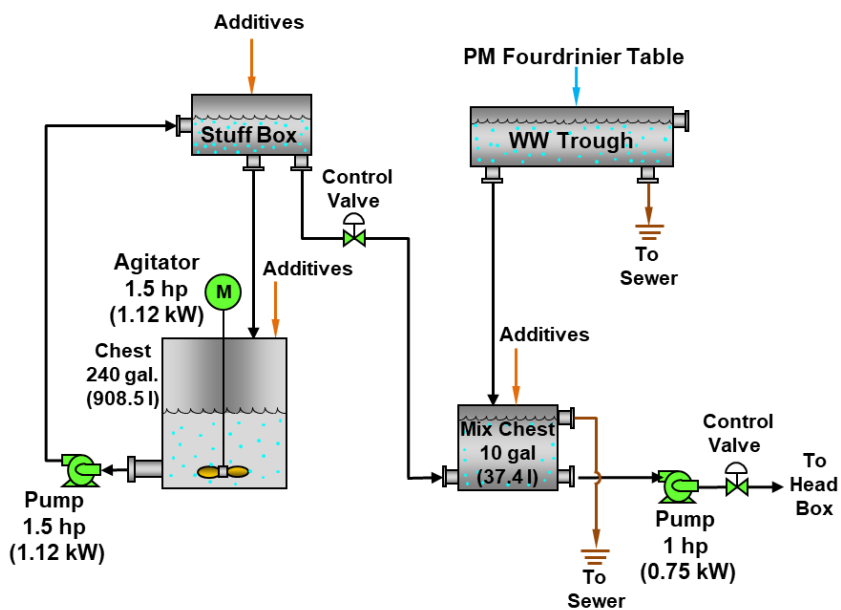 Additives
Stuff Box
PM Fourdrinier Table
WW Trough
Control
Valve
To
Sewer
Agitator
1.5 hp
(1.12 kW)
M
Additives
Chest
240 gal.
(908.5 l)
Pump
1.5 hp
(1.12 kW)
Additives
Mix Chest
10 gal
(37.4 l)
To
Sewer
Pump
1 hp
(0.75 kW)
Control
Valve
To
Head
Box